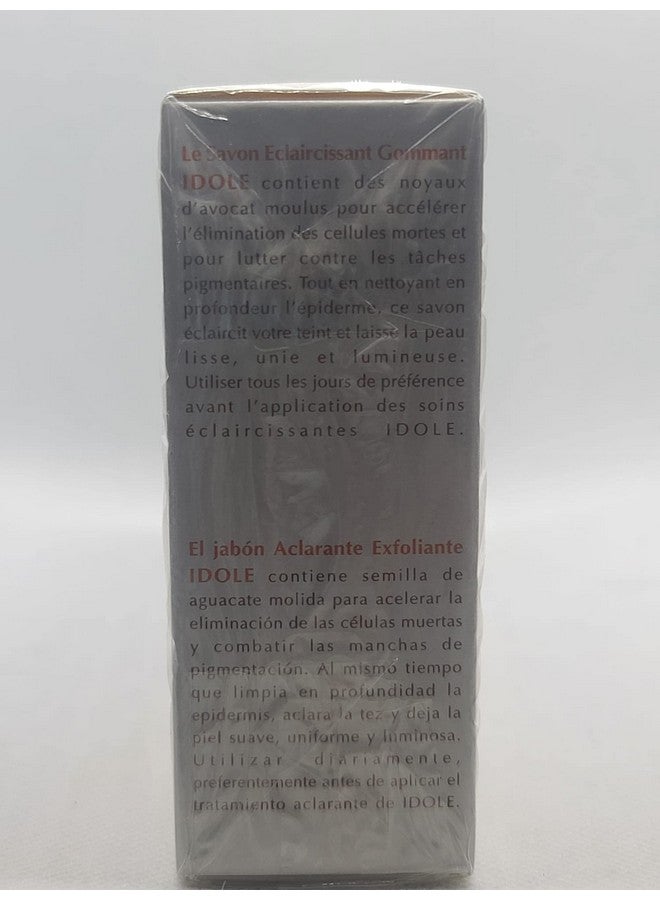 Le Savon Eclaircissant Gommant
IDOLE contient des noyaux
d'avocat moulus pour accélérer
l'élimination des cellules mortes et
pour lutter contre les tâches
pigmentaires. Tout en nettoyant en
profondeur l'épiderme, ce savon
éclaircit votre teint et laisse la peau
lisse, unie et lumineuse.
Utiliser tous les jours de préférence
avant l'application des soins
éclaircissantes IDOLE.
El jabón Aclarante Exfoliante
IDOLE contiene semilla de
aguacate molida para acelerar la
eliminación de las células muertas
y combatir las manchas de
pigmentación. Al mismo tiempo
que limpia en profundidad la
epidermis, aclara la tez y deja la
piel suave, uniforme y luminosa.
Utilizar diariamente,
preferentemente antes de aplicar el
tratamiento aclarante de IDOLE.